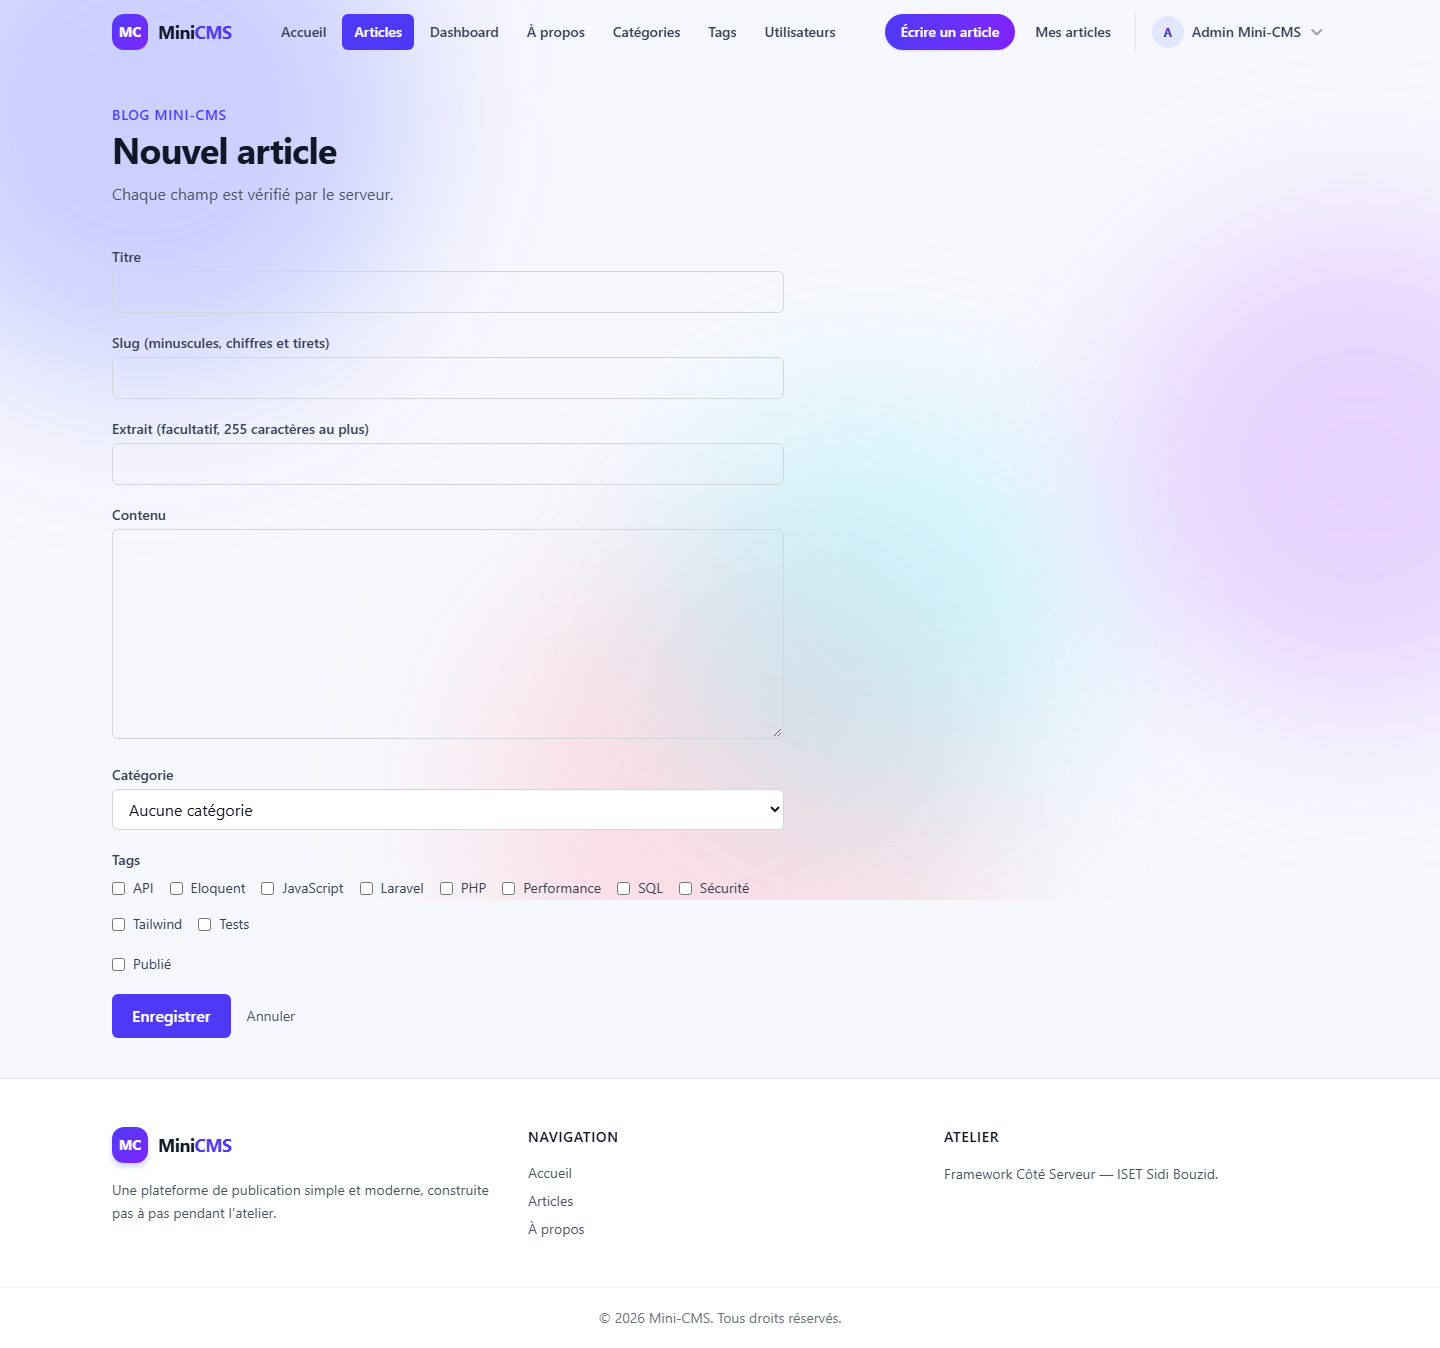 MC MiniCMS Accueil Articles Dashboard À propos Catégories Tags Utilisateurs Écrire un article Mes articles A Admin Mini-CMS
BLOG MINI-CMS
Nouvel article
Chaque champ est vérifié par le serveur.
Titre
Slug (minuscules, chiffres et tirets)
Extrait (facultatif, 255 caractères au plus)
Contenu
Catégorie
Aucune catégorie
Tags
API Eloquent JavaScript Laravel PHP Performance SQL Sécurité
Tailwind Tests
Publié
Enregistrer Annuler
MC MiniCMS
Une plateforme de publication simple et moderne, construite
pas à pas pendant l'atelier.
NAVIGATION
Accueil
Articles
À propos
ATELIER
Framework Côté Serveur — ISET Sidi Bouzid.
© 2026 Mini-CMS. Tous droits réservés.